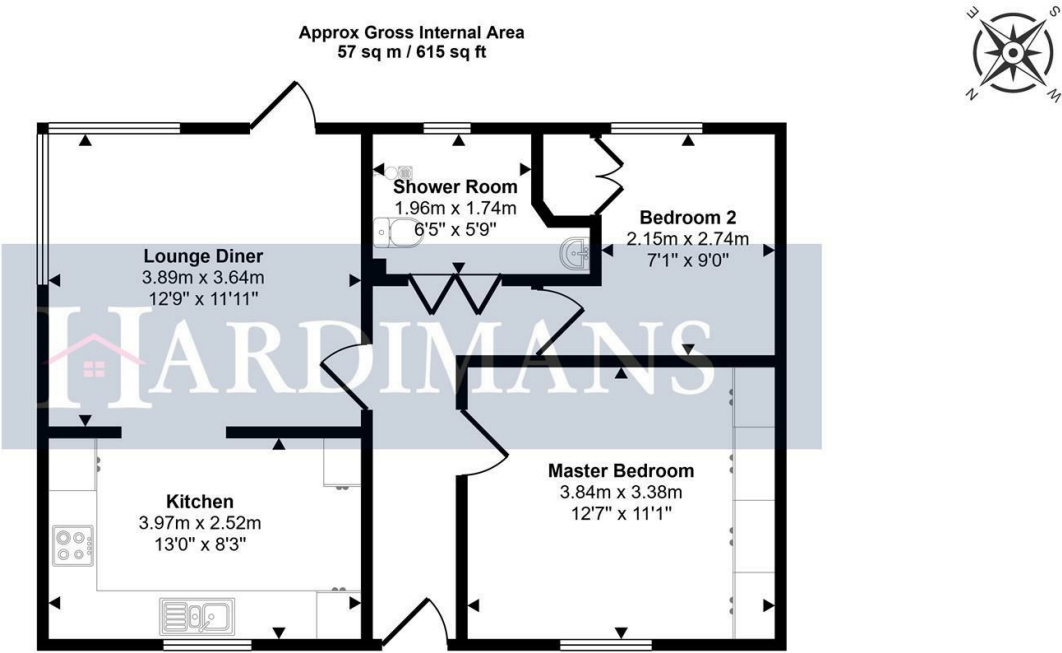 Approx Gross Internal Area
57 sq m / 615 sq ft
E
S
N
W
Shower Room
1.96m x 1.74m
6'5" x 5'9"
Bedroom 2
2.15m x 2.74m
7'1" x 9'0"
Lounge Diner
3.89m x 3.64m
12'9" x 11'11"
HARDIMANS
Master Bedroom
3.84m x 3.38m
12'7" x 11'1"
Kitchen
3.97m x 2.52m
13'0" x 8'3"